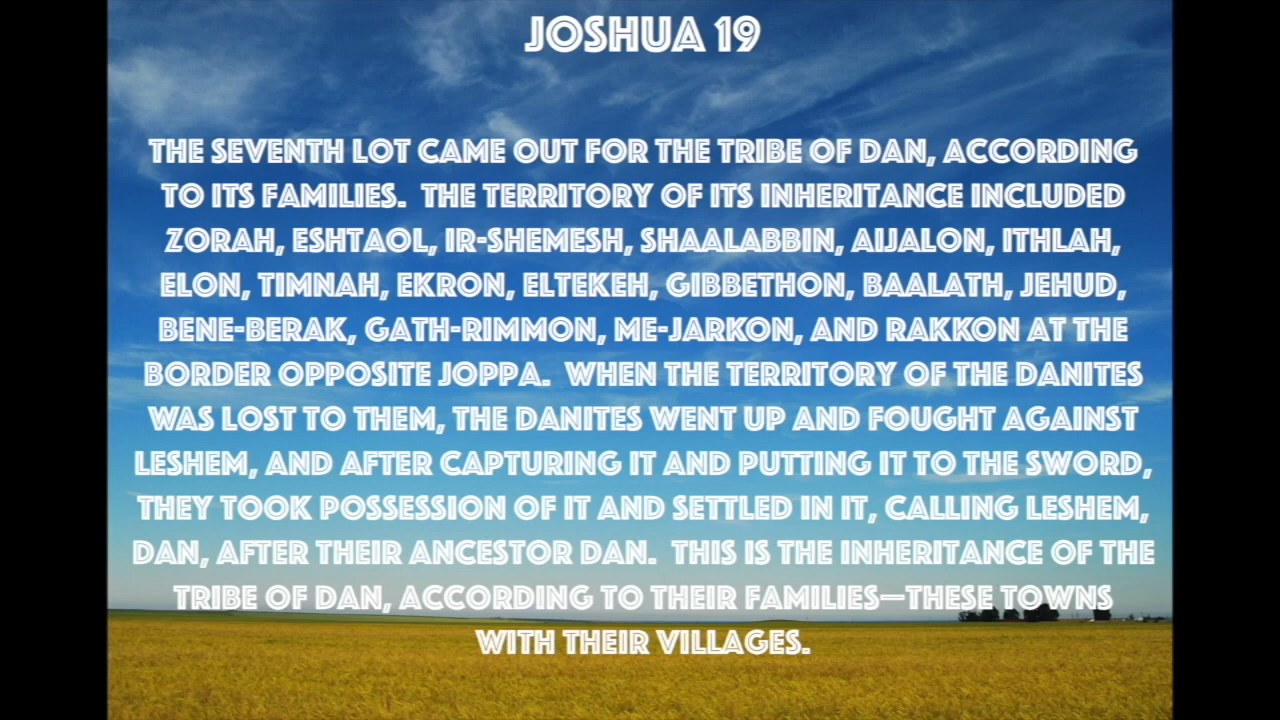 JOSHUA 19
THE SEVENTH LOT CAME OUT FOR THE TRIBE OF DAN, ACCORDING
TO ITS FAMILIES.  THE TERRITORY OF ITS INHERITANCE INCLUDED
ZORAH, ESHTAOL, IR-SHEMESH, SHAALABBIN, AIJALON, ITHLAH,
ELON, TIMNAH, EKRON, ELTEKEH, GIBBETHON, BAALATH, JEHUD,
BENE-BERAK, GATH-RIMMON, ME-JARKON, AND RAKKON AT THE
BORDER OPPOSITE JOPPA.  WHEN THE TERRITORY OF THE DANITES
WAS LOST TO THEM, THE DANITES WENT UP AND FOUGHT AGAINST
LESHEM, AND AFTER CAPTURING IT AND PUTTING IT TO THE SWORD,
THEY TOOK POSSESSION OF IT AND SETTLED IN IT, CALLING LESHEM,
DAN, AFTER THEIR ANCESTOR DAN.  THIS IS THE INHERITANCE OF THE
TRIBE OF DAN, ACCORDING TO THEIR FAMILIES—THESE TOWNS
WITH THEIR VILLAGES.